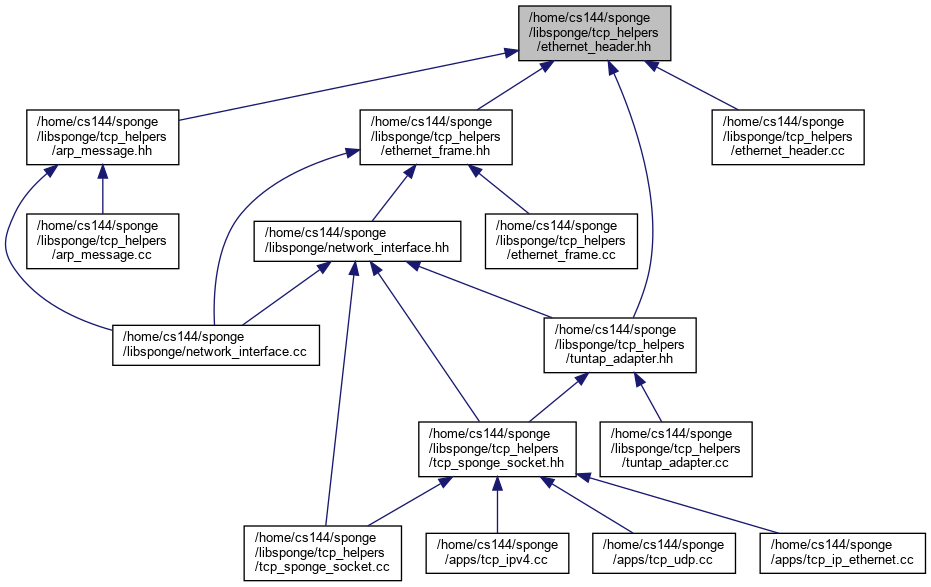 /home/cs144/sponge
/libsponge/tcp_helpers
/ethernet_header.hh
/home/cs144/sponge
/libsponge/tcp_helpers
/arp_message.hh
/home/cs144/sponge
/libsponge/tcp_helpers
/ethernet_frame.hh
/home/cs144/sponge
/libsponge/tcp_helpers
/ethernet_header.cc
/home/cs144/sponge
/libsponge/tcp_helpers
/arp_message.cc
/home/cs144/sponge
/libsponge/network_interface.hh
/home/cs144/sponge
/libsponge/tcp_helpers
/ethernet_frame.cc
/home/cs144/sponge
/libsponge/network_interface.cc
/home/cs144/sponge
/libsponge/tcp_helpers
/tuntap_adapter.hh
/home/cs144/sponge
/libsponge/tcp_helpers
/tcp_sponge_socket.hh
/home/cs144/sponge
/libsponge/tcp_helpers
/tuntap_adapter.cc
/home/cs144/sponge
/libsponge/tcp_helpers
/tcp_sponge_socket.cc
/home/cs144/sponge
/apps/tcp_ipv4.cc
/home/cs144/sponge
/apps/tcp_udp.cc
/home/cs144/sponge
/apps/tcp_ip_ethernet.cc